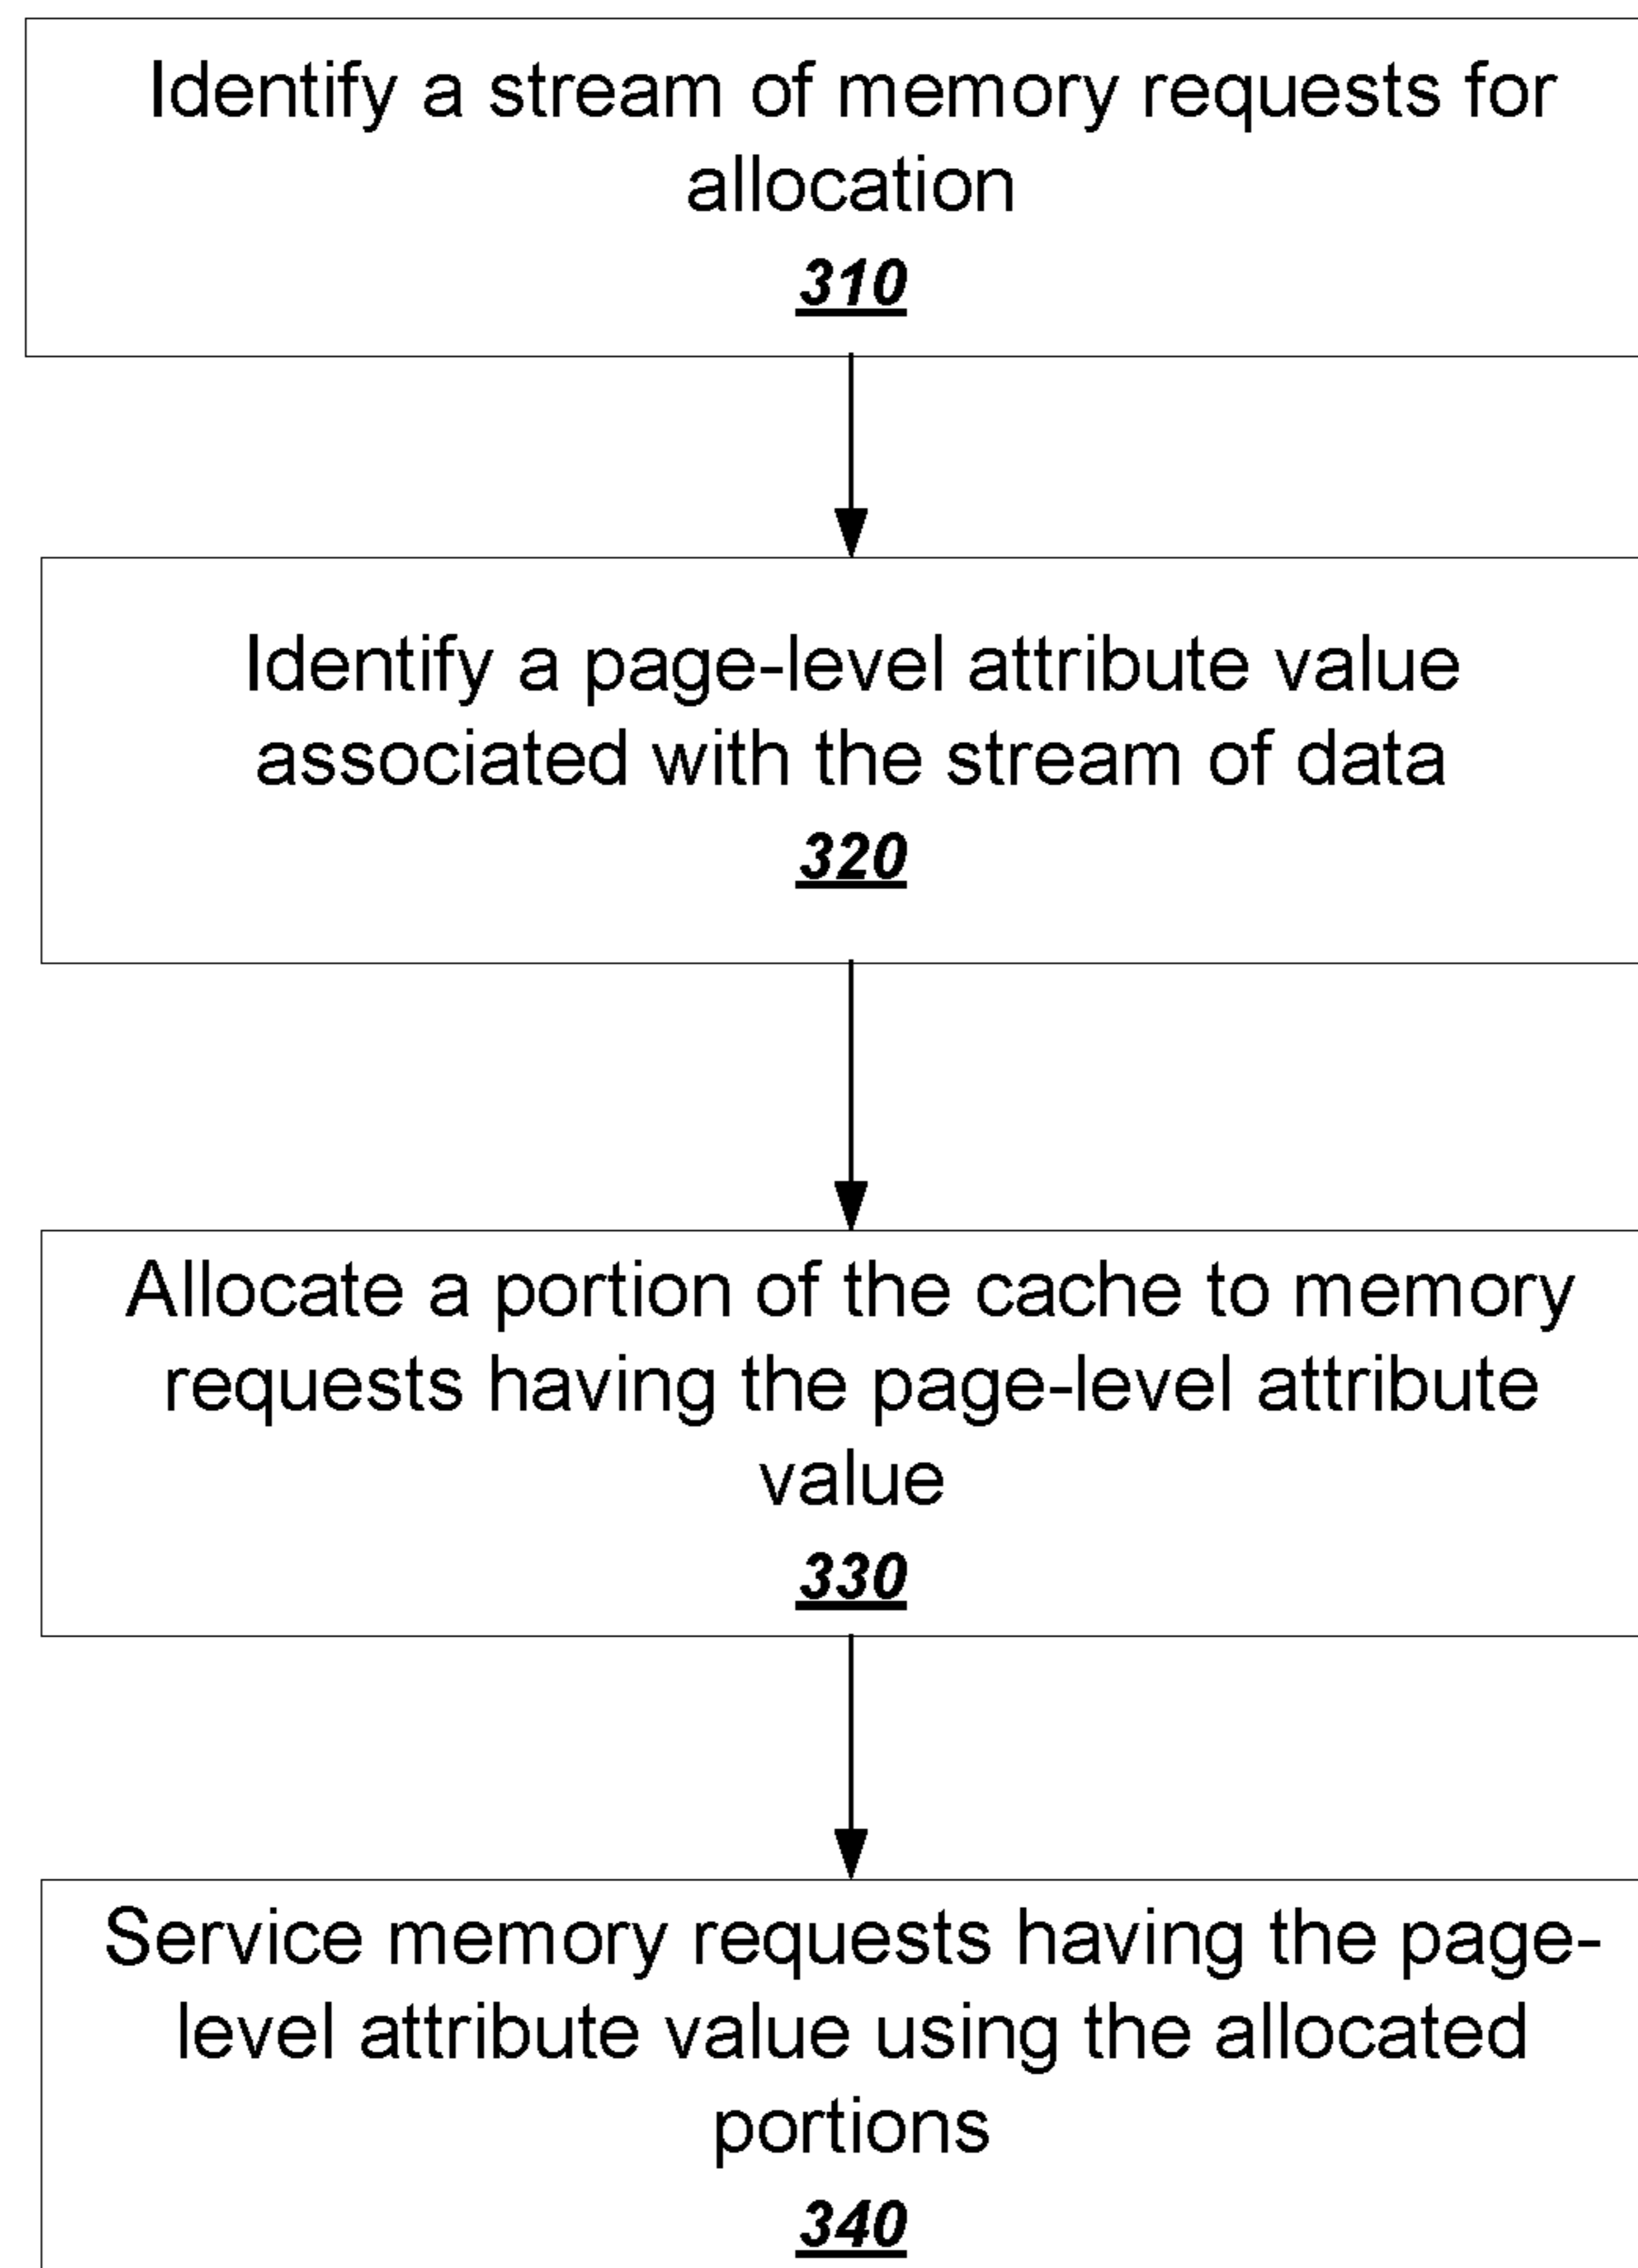 Identify a stream of memory requests for
allocation
310
Identify a page-level attribute value
associated with the stream of data
320
Allocate a portion of the cache to memory
requests having the page-level attribute
value
330
Service memory requests having the page-
level attribute value using the allocated
portions
340